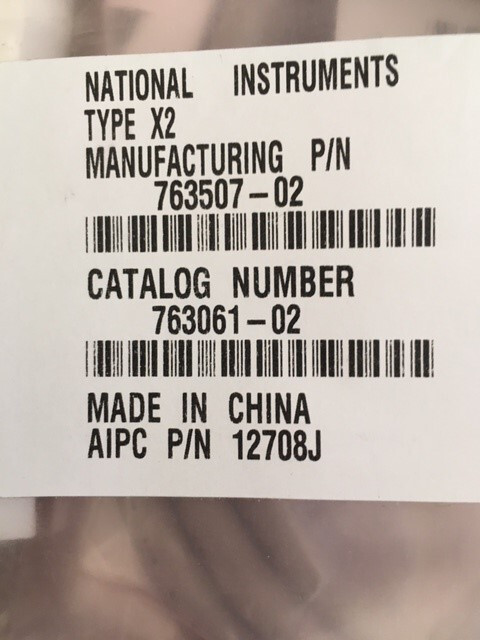 NATIONAL INSTRUMENTS
TYPE X2
MANUFACTURING P/N
763507-02
CATALOG NUMBER
763061-02
MADE IN CHINA
AIPC P/N 12708J